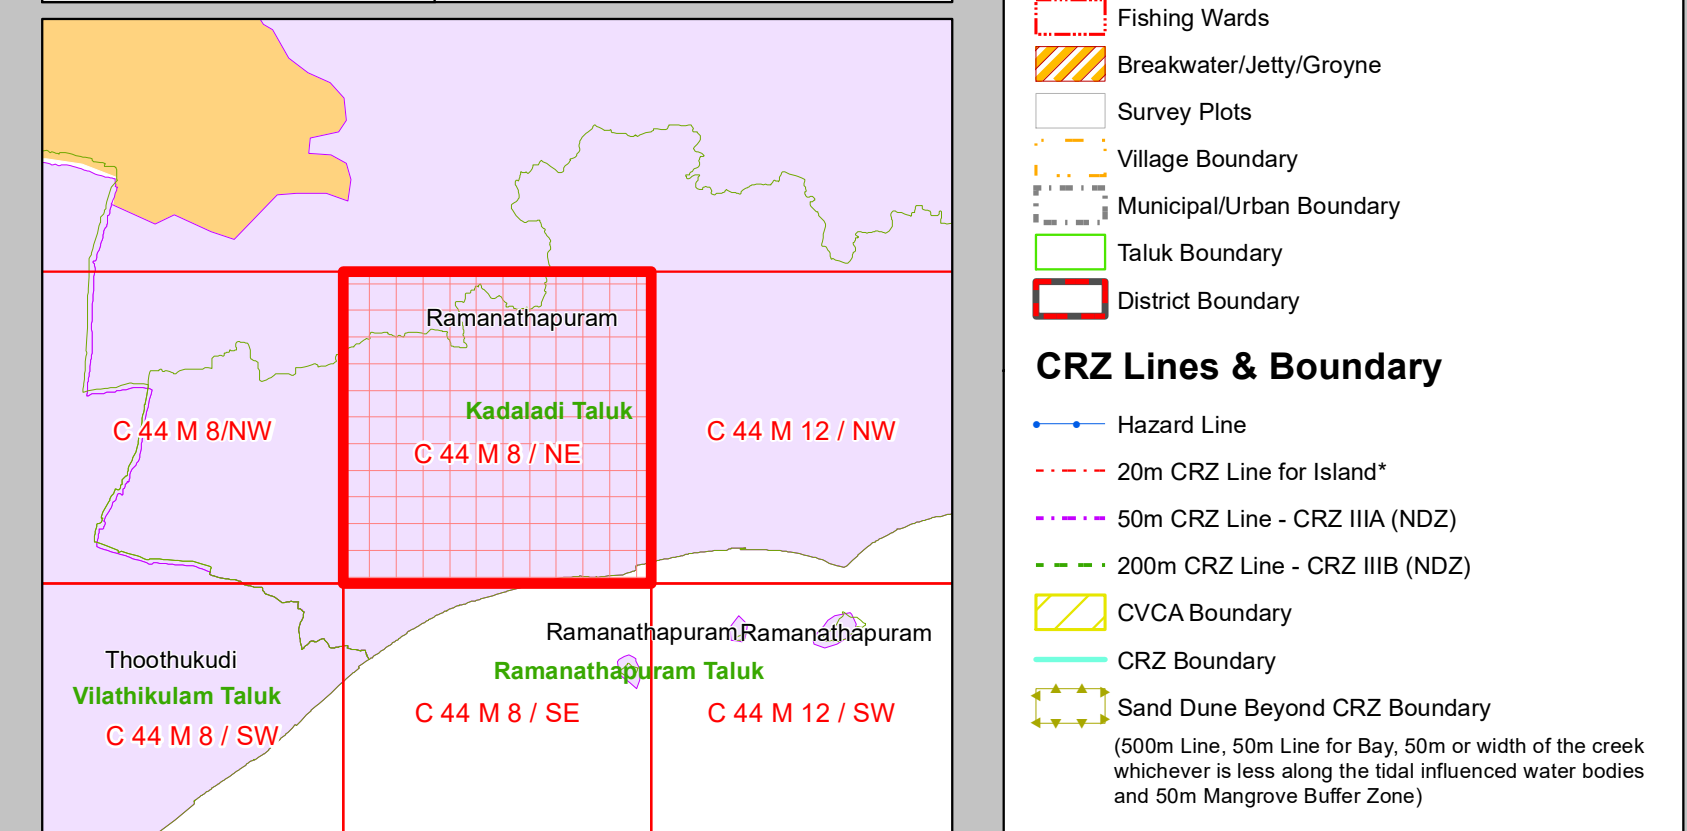 Ramanathapuram
Kadaladi Taluk
C 44 M 8/NW
C 44 M 8 / NE
C 44 M 12 / NW
Ramanathapuram
Ramanathapuram
Thoothukudi
Ramanathapuram Taluk
Vilathikulam Taluk
C 44 M 8 / SW
C 44 M 8 / SE
C 44 M 12 / SW
Fishing Wards
Breakwater/Jetty/Groyne
Survey Plots
Village Boundary
Municipal/Urban Boundary
Taluk Boundary
District Boundary
CRZ Lines & Boundary
Hazard Line
20m CRZ Line for Island*
50m CRZ Line - CRZ IIIA (NDZ)
200m CRZ Line - CRZ IIIB (NDZ)
CVCA Boundary
CRZ Boundary
Sand Dune Beyond CRZ Boundary
(500m Line, 50m Line for Bay, 50m or width of the creek
whichever is less along the tidal influenced water bodies
and 50m Mangrove Buffer Zone)